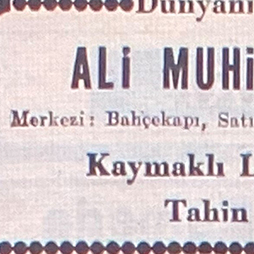 Dünyanı
ALİ MUHİ
Merkezi: Bahçekapı, Satı
Kaymaklı L
Tahin